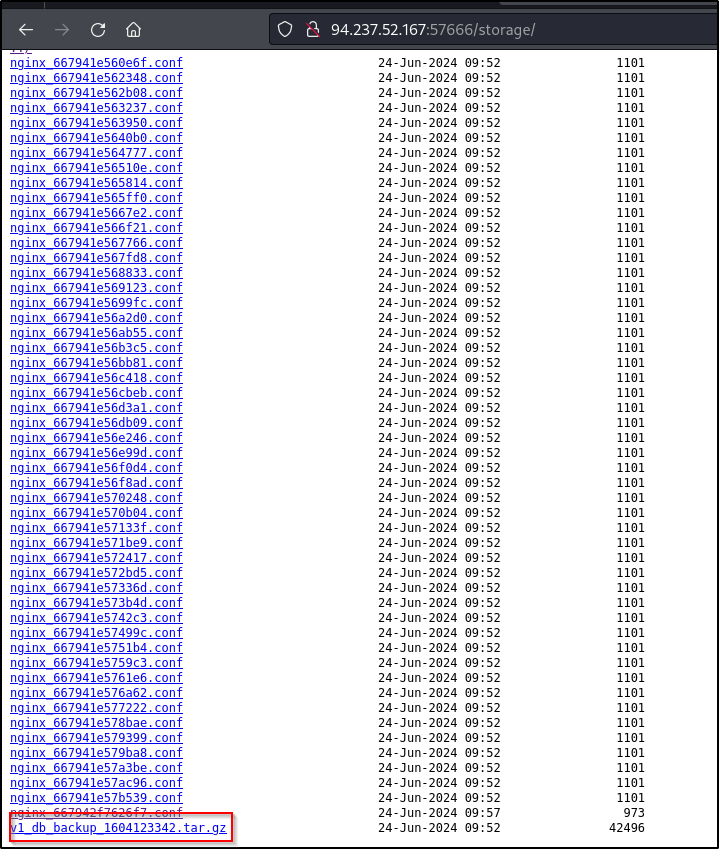 94.237.52.167:57666/storage/
../
nginx_667941e560e6f.conf 24-Jun-2024 09:52 1101
nginx_667941e562348.conf 24-Jun-2024 09:52 1101
nginx_667941e562b08.conf 24-Jun-2024 09:52 1101
nginx_667941e563237.conf 24-Jun-2024 09:52 1101
nginx_667941e563950.conf 24-Jun-2024 09:52 1101
nginx_667941e5640b0.conf 24-Jun-2024 09:52 1101
nginx_667941e564777.conf 24-Jun-2024 09:52 1101
nginx_667941e56510e.conf 24-Jun-2024 09:52 1101
nginx_667941e565814.conf 24-Jun-2024 09:52 1101
nginx_667941e565ff0.conf 24-Jun-2024 09:52 1101
nginx_667941e5667e2.conf 24-Jun-2024 09:52 1101
nginx_667941e566f21.conf 24-Jun-2024 09:52 1101
nginx_667941e567766.conf 24-Jun-2024 09:52 1101
nginx_667941e567fd8.conf 24-Jun-2024 09:52 1101
nginx_667941e568833.conf 24-Jun-2024 09:52 1101
nginx_667941e569123.conf 24-Jun-2024 09:52 1101
nginx_667941e5699fc.conf 24-Jun-2024 09:52 1101
nginx_667941e56a2d0.conf 24-Jun-2024 09:52 1101
nginx_667941e56ab55.conf 24-Jun-2024 09:52 1101
nginx_667941e56b3c5.conf 24-Jun-2024 09:52 1101
nginx_667941e56bb81.conf 24-Jun-2024 09:52 1101
nginx_667941e56c418.conf 24-Jun-2024 09:52 1101
nginx_667941e56cbeb.conf 24-Jun-2024 09:52 1101
nginx_667941e56d3a1.conf 24-Jun-2024 09:52 1101
nginx_667941e56db09.conf 24-Jun-2024 09:52 1101
nginx_667941e56e246.conf 24-Jun-2024 09:52 1101
nginx_667941e56e99d.conf 24-Jun-2024 09:52 1101
nginx_667941e56f0d4.conf 24-Jun-2024 09:52 1101
nginx_667941e56f8ad.conf 24-Jun-2024 09:52 1101
nginx_667941e570248.conf 24-Jun-2024 09:52 1101
nginx_667941e570b04.conf 24-Jun-2024 09:52 1101
nginx_667941e57133f.conf 24-Jun-2024 09:52 1101
nginx_667941e571be9.conf 24-Jun-2024 09:52 1101
nginx_667941e572417.conf 24-Jun-2024 09:52 1101
nginx_667941e572bd5.conf 24-Jun-2024 09:52 1101
nginx_667941e57336d.conf 24-Jun-2024 09:52 1101
nginx_667941e573b4d.conf 24-Jun-2024 09:52 1101
nginx_667941e5742c3.conf 24-Jun-2024 09:52 1101
nginx_667941e57499c.conf 24-Jun-2024 09:52 1101
nginx_667941e5751b4.conf 24-Jun-2024 09:52 1101
nginx_667941e5759c3.conf 24-Jun-2024 09:52 1101
nginx_667941e5761e6.conf 24-Jun-2024 09:52 1101
nginx_667941e576a62.conf 24-Jun-2024 09:52 1101
nginx_667941e577222.conf 24-Jun-2024 09:52 1101
nginx_667941e578bae.conf 24-Jun-2024 09:52 1101
nginx_667941e579399.conf 24-Jun-2024 09:52 1101
nginx_667941e579ba8.conf 24-Jun-2024 09:52 1101
nginx_667941e57a3be.conf 24-Jun-2024 09:52 1101
nginx_667941e57ac96.conf 24-Jun-2024 09:52 1101
nginx_667941e57b539.conf 24-Jun-2024 09:52 1101
nginx_667942f7626f7.conf 24-Jun-2024 09:57 973
v1_db_backup_1604123342.tar.gz 24-Jun-2024 09:52 42496